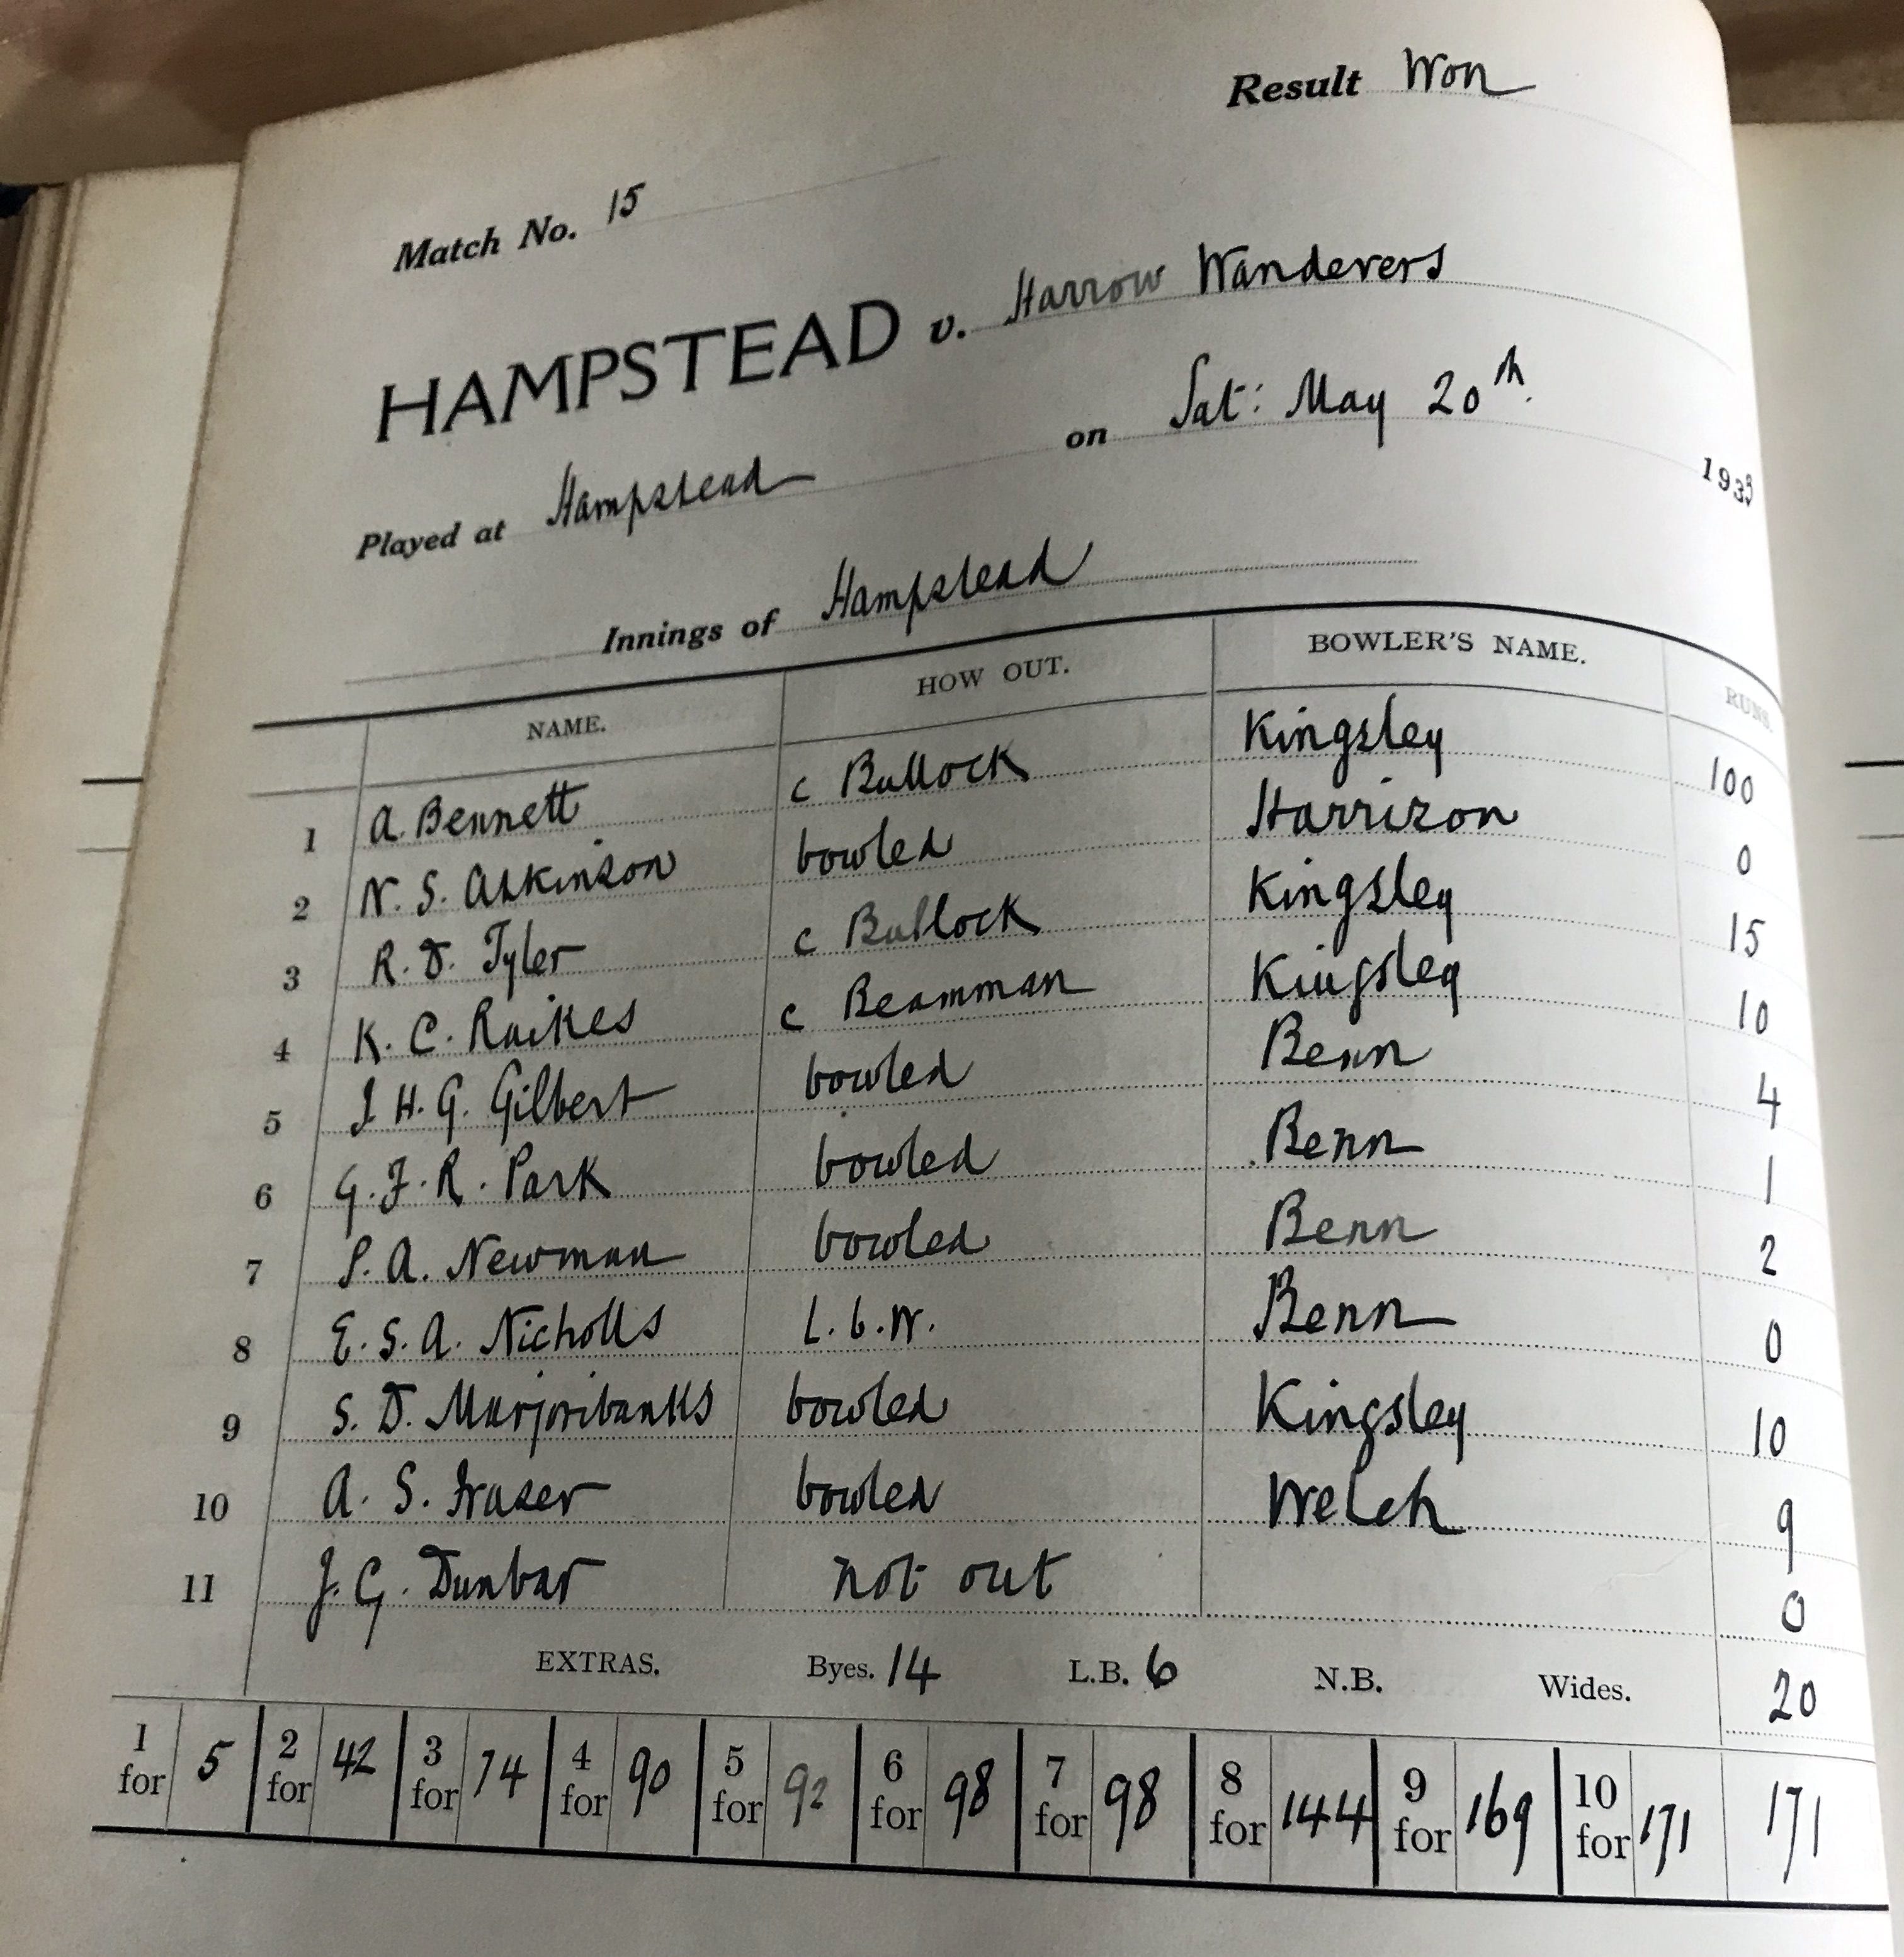 Result Won
Match No. 15
HAMPSTEAD v. Harrow Wanderers
Played at Hampstead on Sat: May 20th. 1933
Innings of Hampstead
NAME. HOW OUT. BOWLER'S NAME. RUNS.
1 A. Bennett c Bullock Kingsley 100
2 N. S. Atkinson bowled Harrison 0
3 R. D. Tyler c Bullock Kingsley 15
4 K. C. Raikes c Beamman Kingsley 10
5 J. H. G. Gilbert bowled Benn 4
6 G. F. R. Park bowled Benn 1
7 P. A. Newman bowled Benn 2
8 E. S. A. Nicholls L. b. W. Benn 0
9 S. D. Marjoribanks bowled Kingsley 10
10 A. S. Fraser bowled Welch 9
11 J. G. Dunbar not out 0
EXTRAS. Byes. 14 L.B. 6 N.B. Wides. 20
1 for 5 2 for 42 3 for 74 4 for 90 5 for 92 6 for 98 7 for 98 8 for 144 9 for 169 10 for 171 171